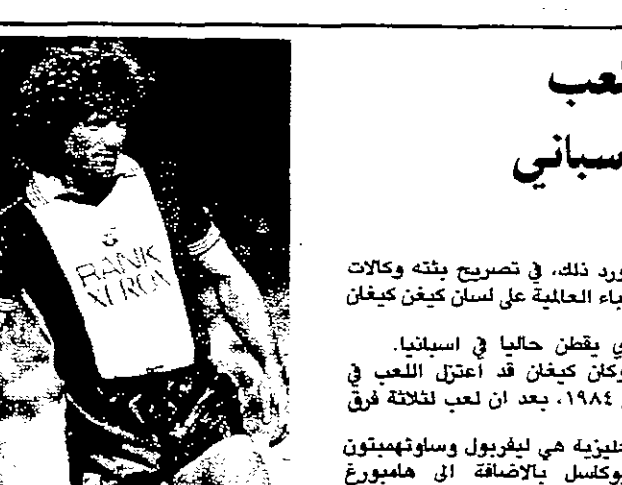 لعب
سباني
ورد ذلك، في تصريح بثته وكالات
باء العالمية على لسان كيغن كيغان
ي يقطن حاليا في اسبانيا.
وكان كيغان قد اعتزل اللعب في
١٩٨٤، بعد ان لعب لثلاثة فرق
جليزية هي ليفربول وساوثهمبتون
وكاسل بالاضافة الى هامبورغ
RANK
XEROX